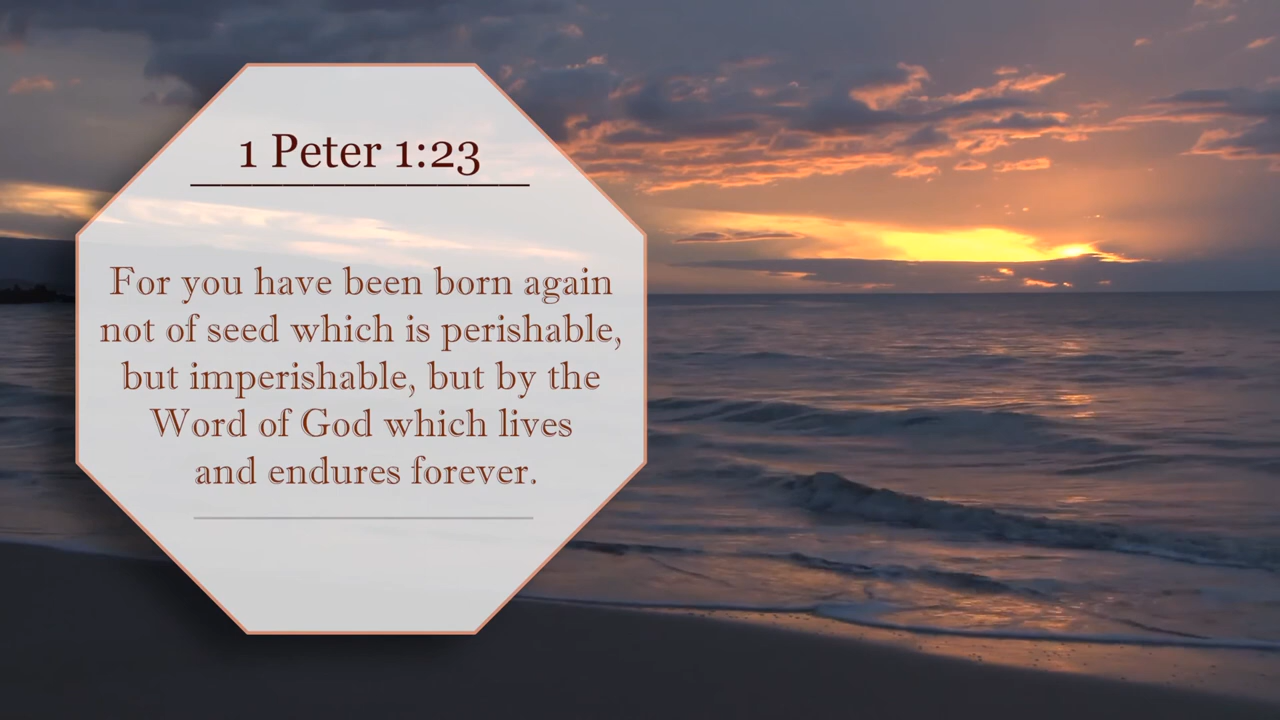 1 Peter 1:23
For you have been born again
not of seed which is perishable,
but imperishable, but by the
Word of God which lives
and endures forever.